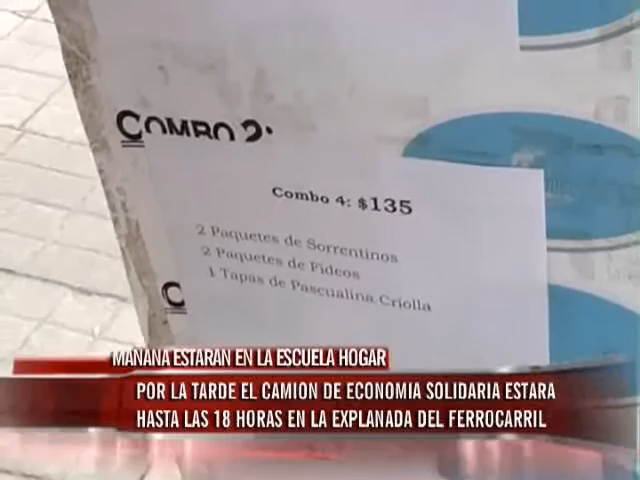 COMBO 2:
Combo 4: $135
2 Paquetes de Sorrentinos
2 Paquetes de Fideos
1 Tapas de Pascualina Criolla
C
MAÑANA ESTARAN EN LA ESCUELA HOGAR
POR LA TARDE EL CAMION DE ECONOMIA SOLIDARIA ESTARA
HASTA LAS 18 HORAS EN LA EXPLANADA DEL FERROCARRIL